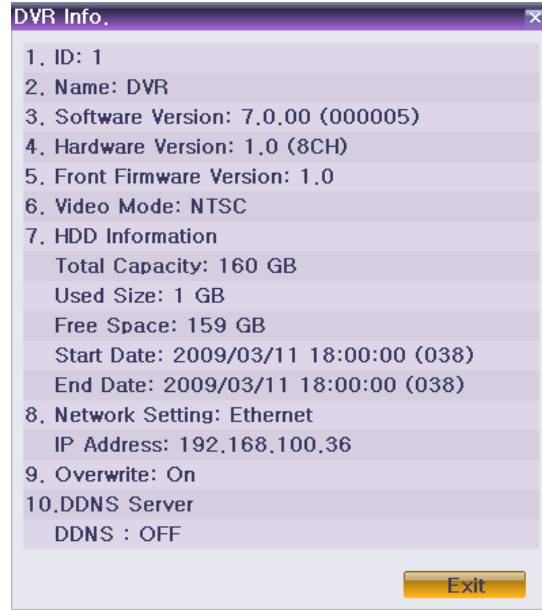 DVR Info.
1. ID: 1
2. Name: DVR
3. Software Version: 7.0.00 (000005)
4. Hardware Version: 1.0 (8CH)
5. Front Firmware Version: 1.0
6. Video Mode: NTSC
7. HDD Information
Total Capacity: 160 GB
Used Size: 1 GB
Free Space: 159 GB
Start Date: 2009/03/11 18:00:00 (038)
End Date: 2009/03/11 18:00:00 (038)
8. Network Setting: Ethernet
IP Address: 192.168.100.36
9. Overwrite: On
10.DDNS Server
DDNS : OFF
Exit